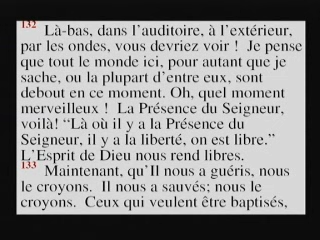 132 Là-bas, dans l'auditoire, à l'extérieur,
par les ondes, vous devriez voir ! Je pense
que tout le monde ici, pour autant que je
sache, ou la plupart d'entre eux, sont
debout en ce moment. Oh, quel moment
merveilleux ! La Présence du Seigneur,
voilà! “Là où il y a la Présence du
Seigneur, il y a la liberté, on est libre.”
L'Esprit de Dieu nous rend libres.
133 Maintenant, qu'Il nous a guéris, nous
le croyons. Il nous a sauvés; nous le
croyons. Ceux qui veulent être baptisés,